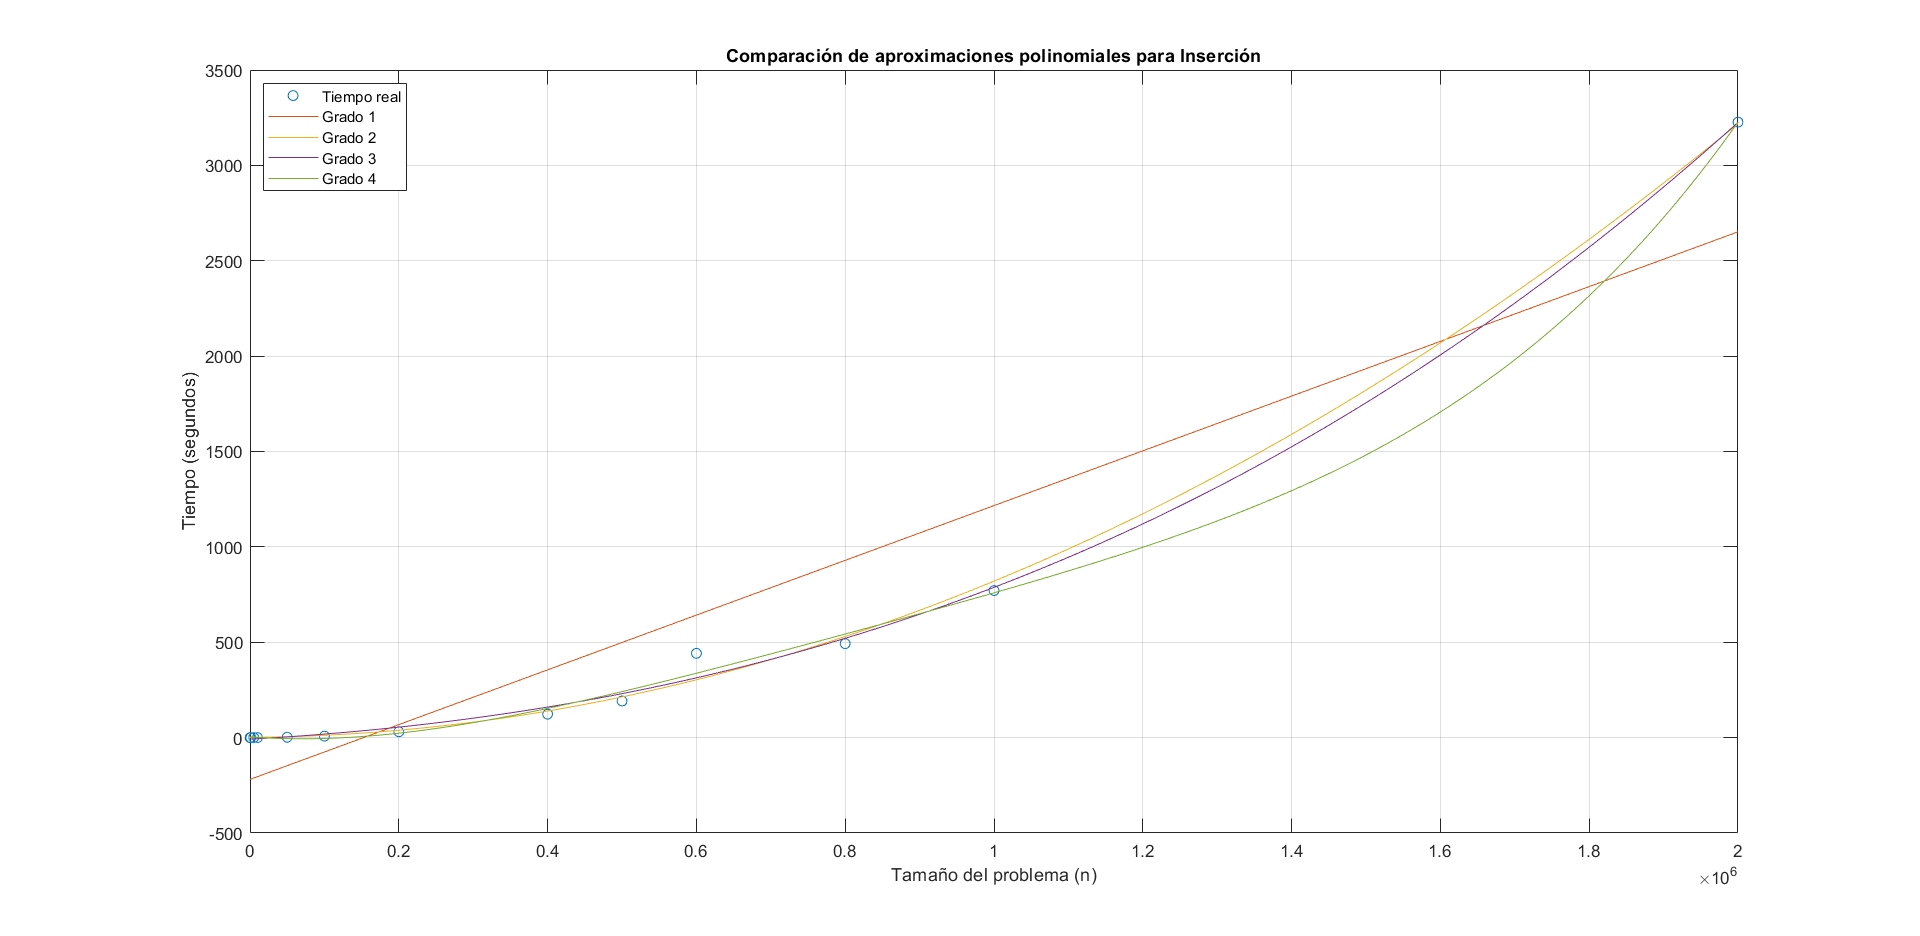 Comparación de aproximaciones polinomiales para Inserción
3500
3000
2500
2000
1500
1000
500
0
-500
Tiempo (segundos)
Tiempo real
Grado 1
Grado 2
Grado 3
Grado 4
0 0.2 0.4 0.6 0.8 1 1.2 1.4 1.6 1.8 2
Tamaño del problema (n)
×10⁶